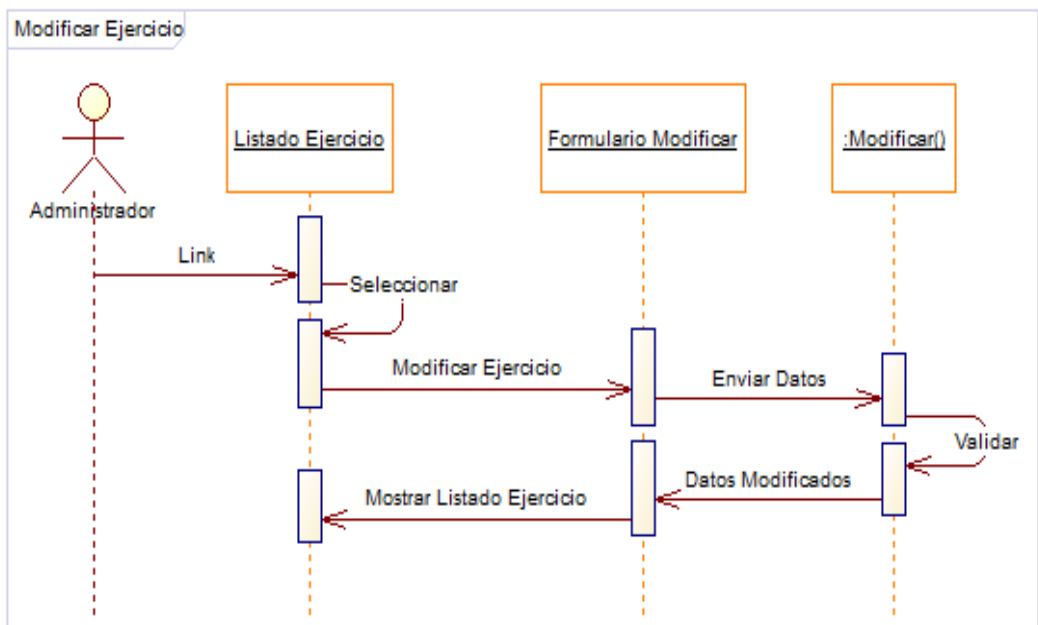 Modificar Ejercicio
Listado Ejercicio
Formulario Modificar
:Modificar()
Administrador
Link
Seleccionar
Modificar Ejercicio
Enviar Datos
Validar
Datos Modificados
Mostrar Listado Ejercicio